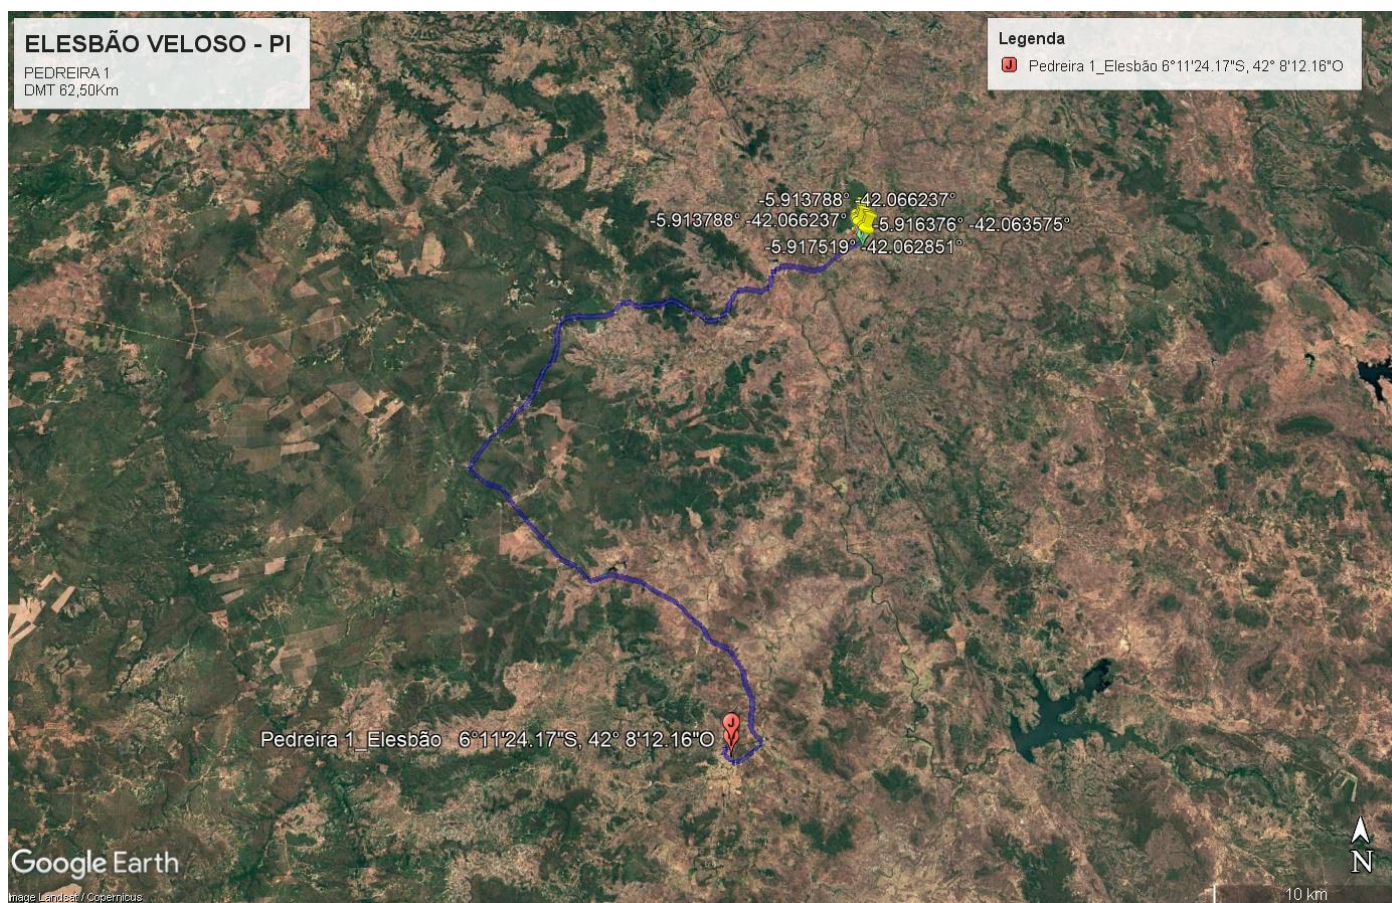 ELESBÃO VELOSO - PI
PEDREIRA 1
DMT 62,50Km
Legenda
J Pedreira 1_Elesbão 6°11'24.17"S, 42° 8'12.16"O
-5.913788° -42.066237°
-5.913788° -42.066237°
-5.916376° -42.063575°
-5.917519° -42.062851°
J
Pedreira 1_Elesbão 6°11'24.17"S, 42° 8'12.16"O
N
Google Earth
Image Landsat / Copernicus
10 km